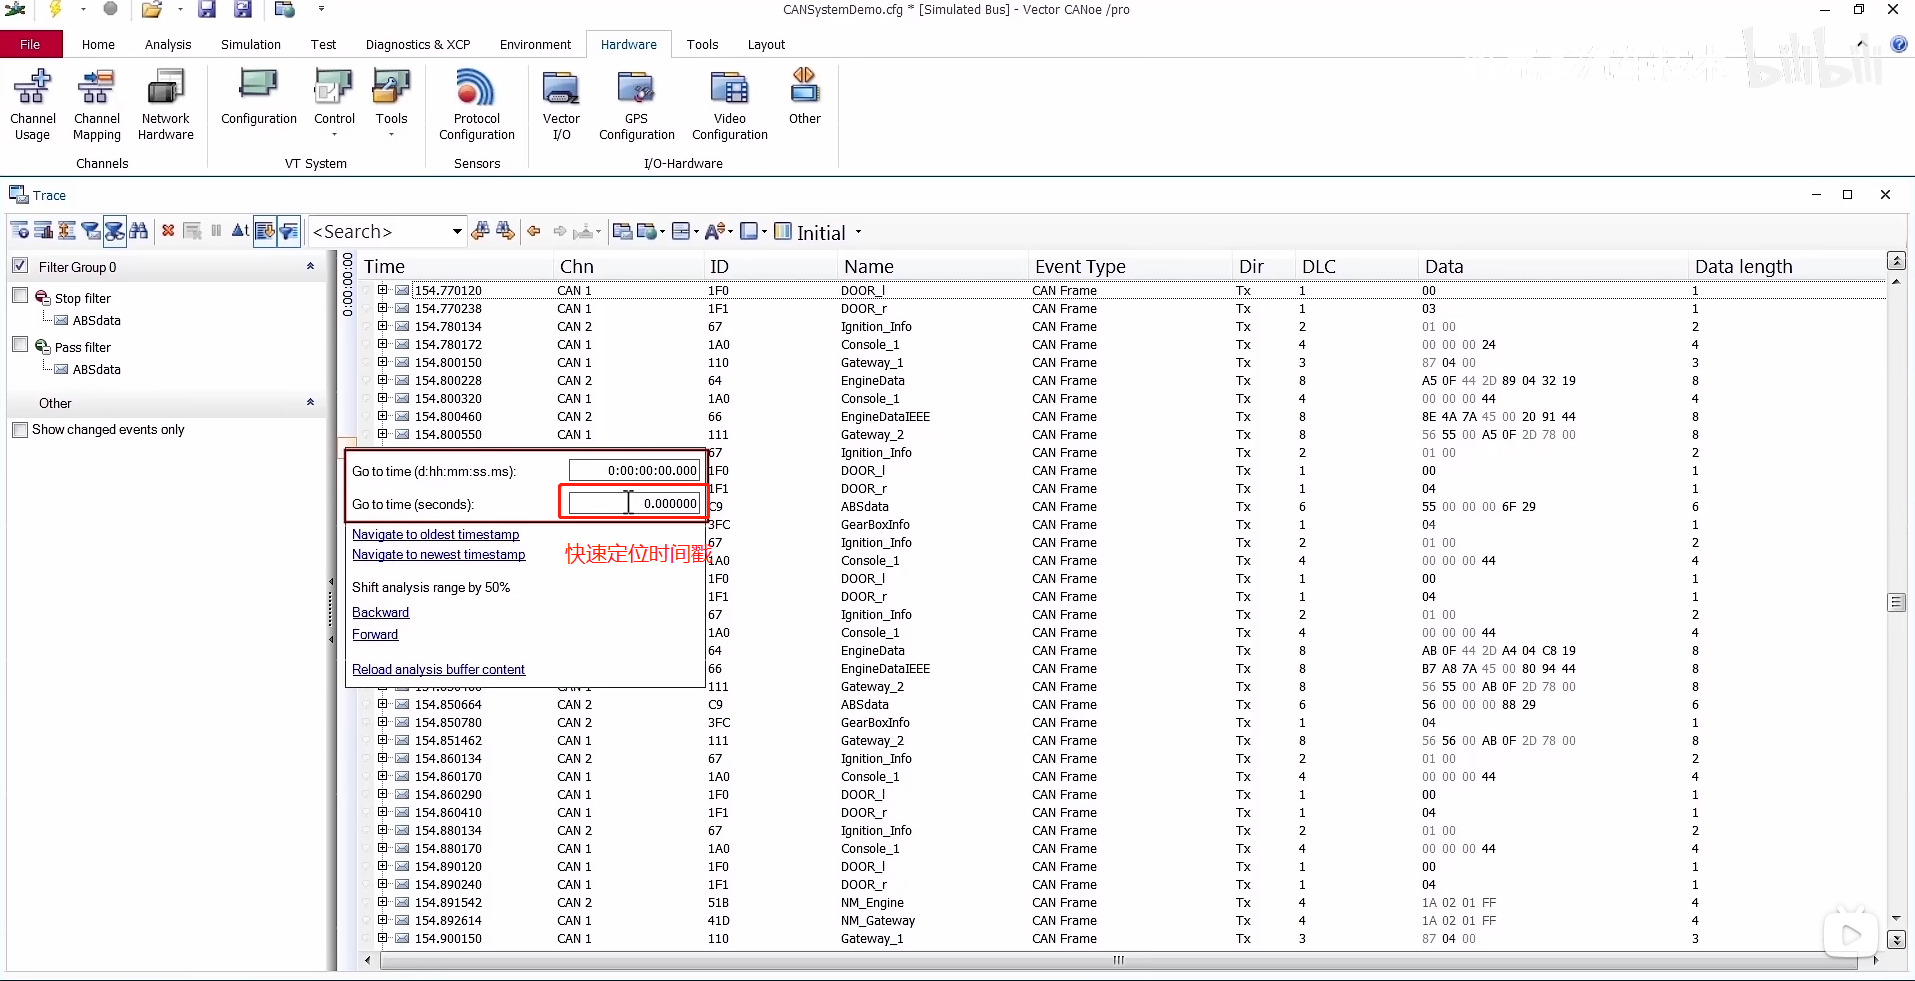 CANSystemDemo.cfg * [Simulated Bus] - Vector CANoe /pro
File Home Analysis Simulation Test Diagnostics & XCP Environment Hardware Tools Layout
Channel Usage
Channel Mapping
Network Hardware
Configuration
Control
Tools
Protocol Configuration
Vector I/O
GPS Configuration
Video Configuration
Other
Channels VT System Sensors I/O-Hardware
bilibili
Trace
<Search> Initial
Filter Group 0
Stop filter
ABSdata
Pass filter
ABSdata
Other
Show changed events only
0:00:00:00
Time Chn ID Name Event Type Dir DLC Data Data length
154.770120 CAN 1 1F0 DOOR_l CAN Frame Tx 1 00 1
154.770238 CAN 1 1F1 DOOR_r CAN Frame Tx 1 03 1
154.780134 CAN 2 67 Ignition_Info CAN Frame Tx 2 01 00 2
154.780172 CAN 1 1A0 Console_1 CAN Frame Tx 4 00 00 00 24 4
154.800150 CAN 1 110 Gateway_1 CAN Frame Tx 3 87 04 00 3
154.800228 CAN 2 64 EngineData CAN Frame Tx 8 A5 0F 44 2D 89 04 32 19 8
154.800320 CAN 1 1A0 Console_1 CAN Frame Tx 4 00 00 00 44 4
154.800460 CAN 2 66 EngineDataIEEE CAN Frame Tx 8 8E 4A 7A 45 00 20 91 44 8
154.800550 CAN 1 111 Gateway_2 CAN Frame Tx 8 56 55 00 A5 0F 2D 78 00 8
67 Ignition_Info CAN Frame Tx 2 01 00 2
Go to time (d:hh:mm:ss.ms): 0:00:00:00.000
1F0 DOOR_l CAN Frame Tx 1 00 1
1F1 DOOR_r CAN Frame Tx 1 04 1
Go to time (seconds): 0.000000
C9 ABSdata CAN Frame Tx 6 55 00 00 00 6F 29 6
3FC GearBoxInfo CAN Frame Tx 1 04 1
Navigate to oldest timestamp
67 Ignition_Info CAN Frame Tx 2 01 00 2
Navigate to newest timestamp
快速定位时间戳
1A0 Console_1 CAN Frame Tx 4 00 00 00 44 4
1F0 DOOR_l CAN Frame Tx 1 00 1
Shift analysis range by 50%
1F1 DOOR_r CAN Frame Tx 1 04 1
Backward
67 Ignition_Info CAN Frame Tx 2 01 00 2
Forward
1A0 Console_1 CAN Frame Tx 4 00 00 00 44 4
64 EngineData CAN Frame Tx 8 AB 0F 44 2D A4 04 C8 19 8
Reload analysis buffer content
66 EngineDataIEEE CAN Frame Tx 8 B7 A8 7A 45 00 80 94 44 8
111 Gateway_2 CAN Frame Tx 8 56 55 00 AB 0F 2D 78 00 8
154.850664 CAN 2 C9 ABSdata CAN Frame Tx 6 56 00 00 00 88 29 6
154.850780 CAN 2 3FC GearBoxInfo CAN Frame Tx 1 04 1
154.851462 CAN 1 111 Gateway_2 CAN Frame Tx 8 56 56 00 AB 0F 2D 78 00 8
154.860134 CAN 2 67 Ignition_Info CAN Frame Tx 2 01 00 2
154.860170 CAN 1 1A0 Console_1 CAN Frame Tx 4 00 00 00 44 4
154.860290 CAN 1 1F0 DOOR_l CAN Frame Tx 1 00 1
154.860410 CAN 1 1F1 DOOR_r CAN Frame Tx 1 04 1
154.880134 CAN 2 67 Ignition_Info CAN Frame Tx 2 01 00 2
154.880170 CAN 1 1A0 Console_1 CAN Frame Tx 4 00 00 00 44 4
154.890120 CAN 1 1F0 DOOR_l CAN Frame Tx 1 00 1
154.890240 CAN 1 1F1 DOOR_r CAN Frame Tx 1 04 1
154.891542 CAN 2 51B NM_Engine CAN Frame Tx 4 1A 02 01 FF 4
154.892614 CAN 1 41D NM_Gateway CAN Frame Tx 4 1A 02 01 FF 4
154.900150 CAN 1 110 Gateway_1 CAN Frame Tx 3 87 04 00 3